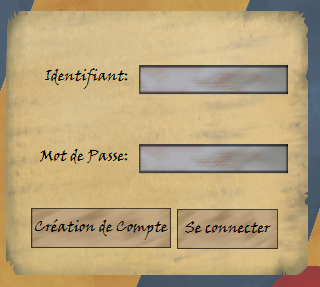 Identifiant:
Mot de Passe:
Création de Compte Se connecter